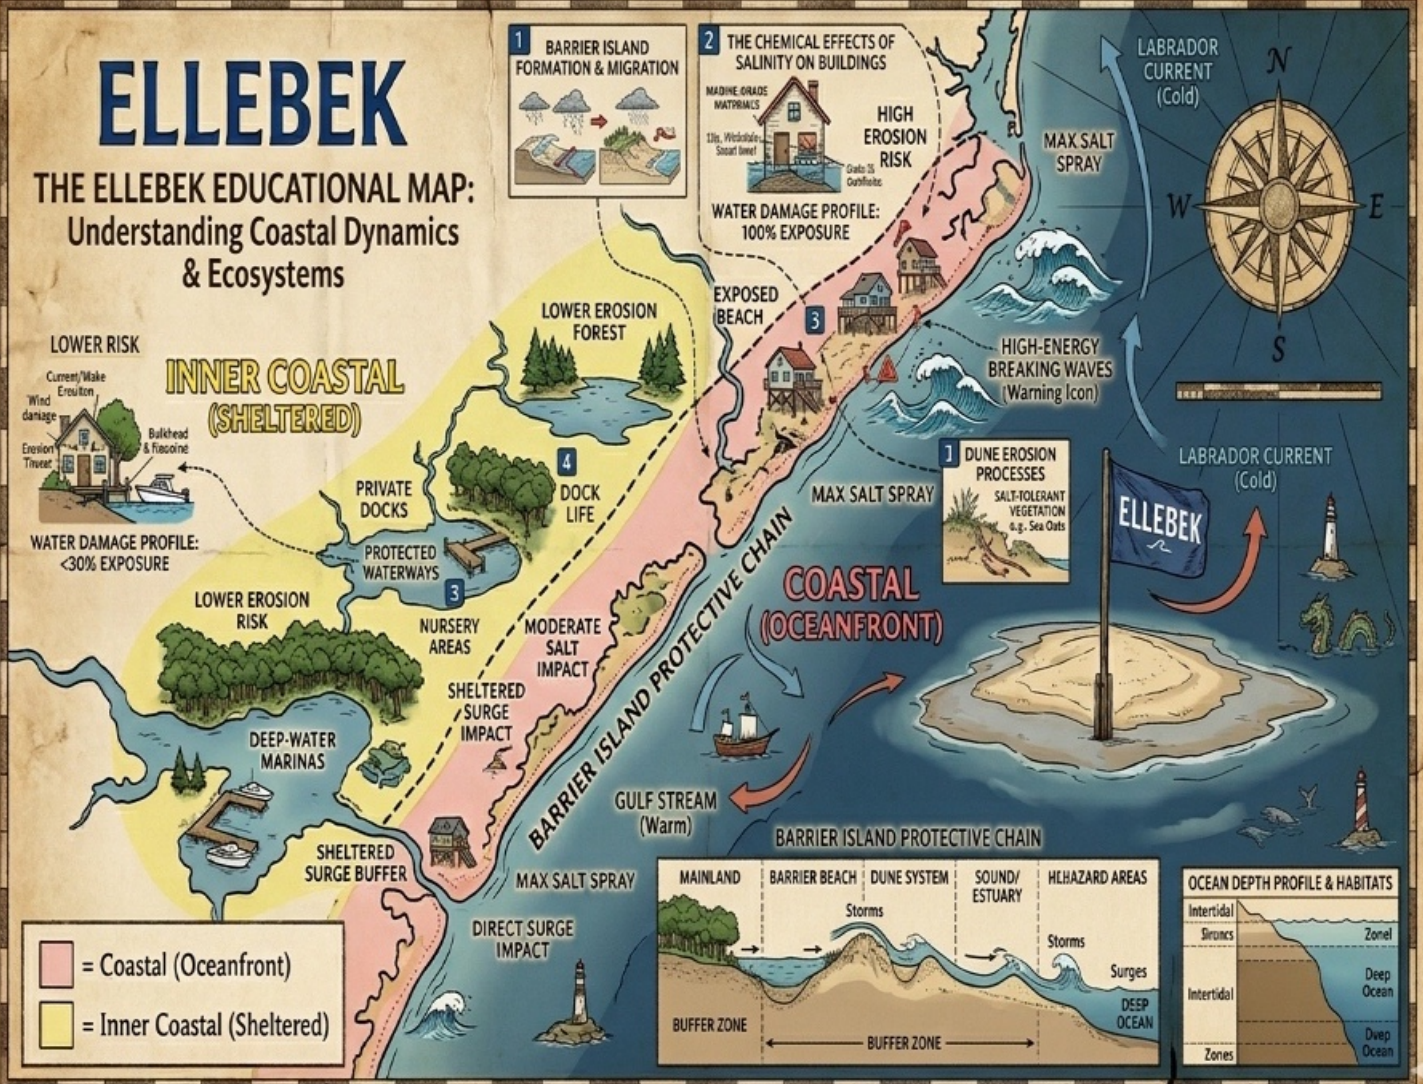 ELLEBEK
THE ELLEBEK EDUCATIONAL MAP:
Understanding Coastal Dynamics
& Ecosystems
1
BARRIER ISLAND
FORMATION & MIGRATION
2
THE CHEMICAL EFFECTS OF
SALINITY ON BUILDINGS
HIGH
EROSION
RISK
WATER DAMAGE PROFILE:
100% EXPOSURE
LABRADOR
CURRENT
(Cold)
N
W
E
S
MAX SALT
SPRAY
LOWER RISK
Current/Wake
Wind
damage
Erosion
Bulkhead
WATER DAMAGE PROFILE:
<30% EXPOSURE
INNER COASTAL
(SHELTERED)
LOWER EROSION
FOREST
EXPOSED
BEACH
3
HIGH-ENERGY
BREAKING WAVES
(Warning Icon)
4
DOCK
LIFE
PRIVATE
DOCKS
PROTECTED
WATERWAYS
3
MAX SALT SPRAY
1
DUNE EROSION
PROCESSES
SALT-TOLERANT
VEGETATION
e.g. Sea Oats
LABRADOR CURRENT
(Cold)
ELLEBEK
LOWER EROSION
RISK
NURSERY
AREAS
MODERATE
SALT
IMPACT
SHELTERED
SURGE
IMPACT
COASTAL
(OCEANFRONT)
BARRIER ISLAND PROTECTIVE CHAIN
DEEP-WATER
MARINAS
GULF STREAM
(Warm)
SHELTERED
SURGE BUFFER
MAX SALT SPRAY
DIRECT SURGE
IMPACT
= Coastal (Oceanfront)
= Inner Coastal (Sheltered)
BARRIER ISLAND PROTECTIVE CHAIN
MAINLAND
BARRIER BEACH
DUNE SYSTEM
SOUND/
ESTUARY
HI.HAZARD AREAS
Storms
Storms
Surges
DEEP
OCEAN
BUFFER ZONE
BUFFER ZONE
OCEAN DEPTH PROFILE & HABITATS
Intertidal
Zonel
Deep
Ocean
Intertidal
Ocean
Zones